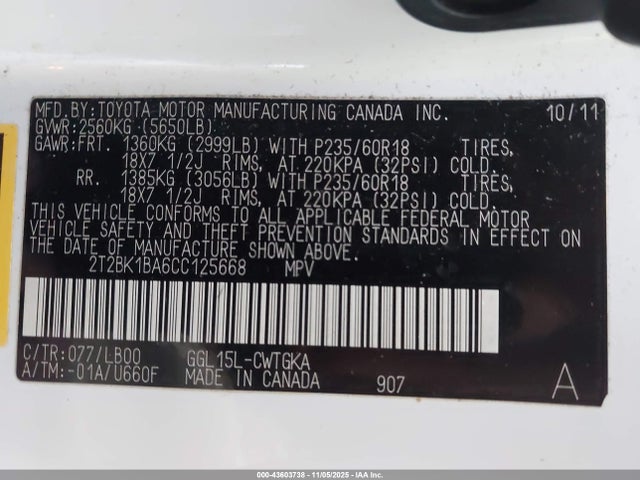 MFD.BY:TOYOTA MOTOR MANUFACTURING CANADA INC. 10/11
GVWR:2560KG (5650LB)
GAWR:FRT. 1360KG (2999LB) WITH P235/60R18 TIRES,
18X7 1/2J RIMS, AT 220KPA (32PSI) COLD.
RR. 1385KG (3056LB) WITH P235/60R18 TIRES,
18X7 1/2J RIMS, AT 220KPA (32PSI) COLD.
THIS VEHICLE CONFORMS TO ALL APPLICABLE FEDERAL MOTOR
VEHICLE SAFETY AND THEFT PREVENTION STANDARDS IN EFFECT ON
THE DATE OF MANUFACTURE SHOWN ABOVE.
2T2BK1BA6CC125668 MPV
C/TR:077/LB00 GGL15L-CWTGKA
A/TM:-01A/U660F MADE IN CANADA 907 A
000-43603738 - 11/05/2025 - IAAI Inc.